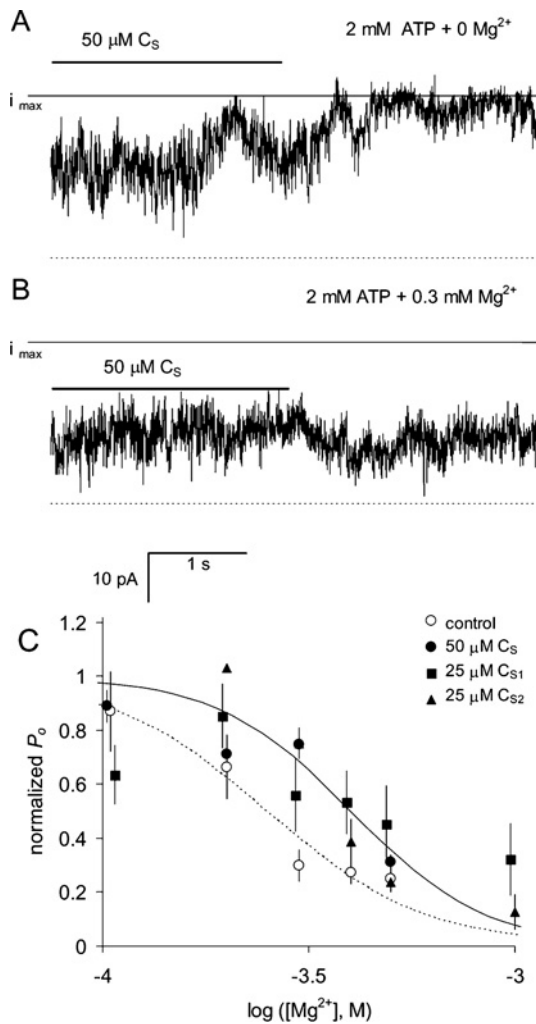 A
50 μM CS
2 mM ATP + 0 Mg2+
i max
B
2 mM ATP + 0.3 mM Mg2+
i max
50 μM CS
10 pA
1 s
C
control
50 μM CS
25 μM CS1
25 μM CS2
1.2
1
0.8
0.6
0.4
0.2
0
normalized Po
-4
-3.5
-3
log ([Mg2+], M)